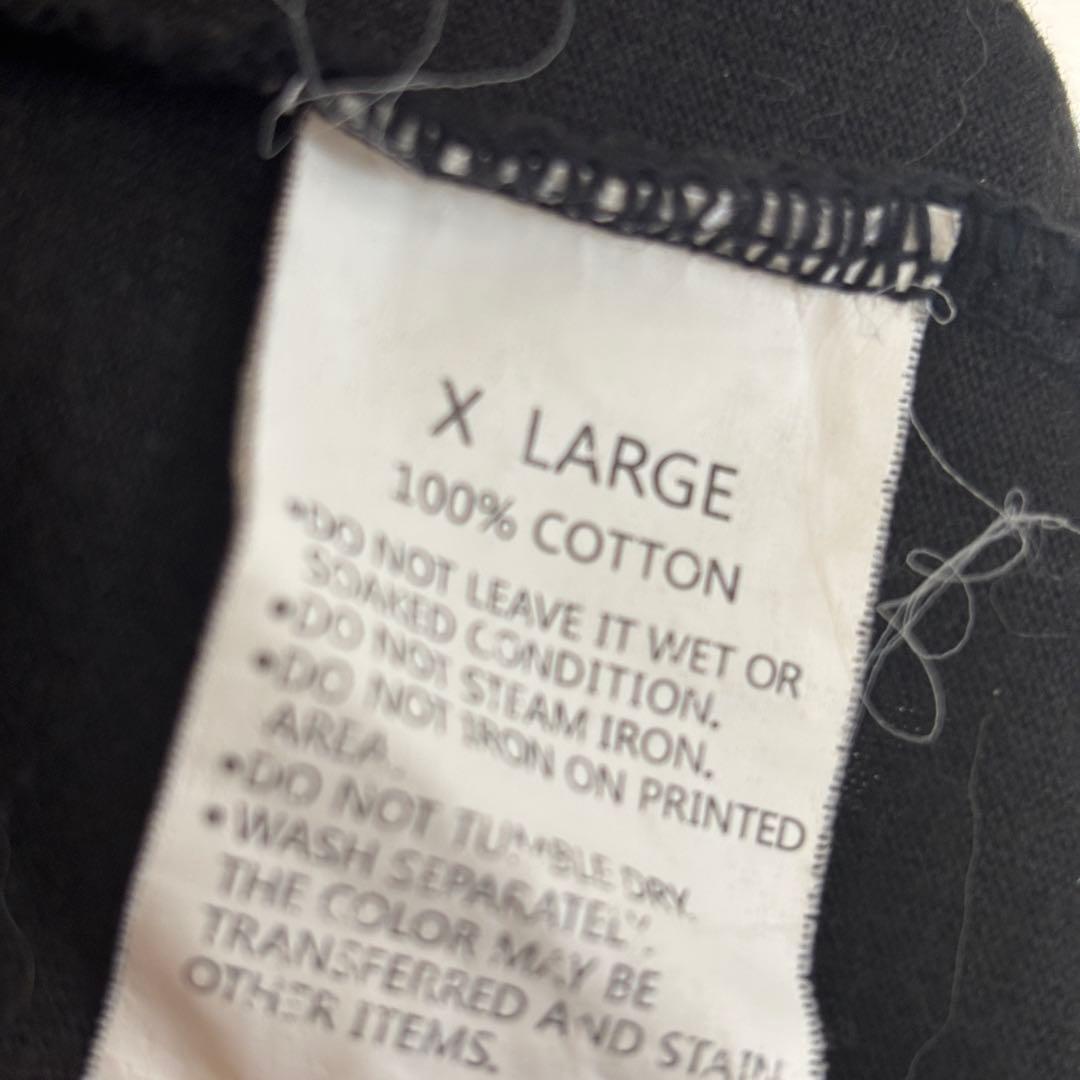 X LARGE
100% COTTON
•DO NOT LEAVE IT WET OR
SOAKED CONDITION.
•DO NOT STEAM IRON.
•DO NOT IRON ON PRINTED
AREA.
•DO NOT TUMBLE DRY.
•WASH SEPARATELY,
THE COLOR MAY BE
TRANSFERRED AND STAIN
OTHER ITEMS.